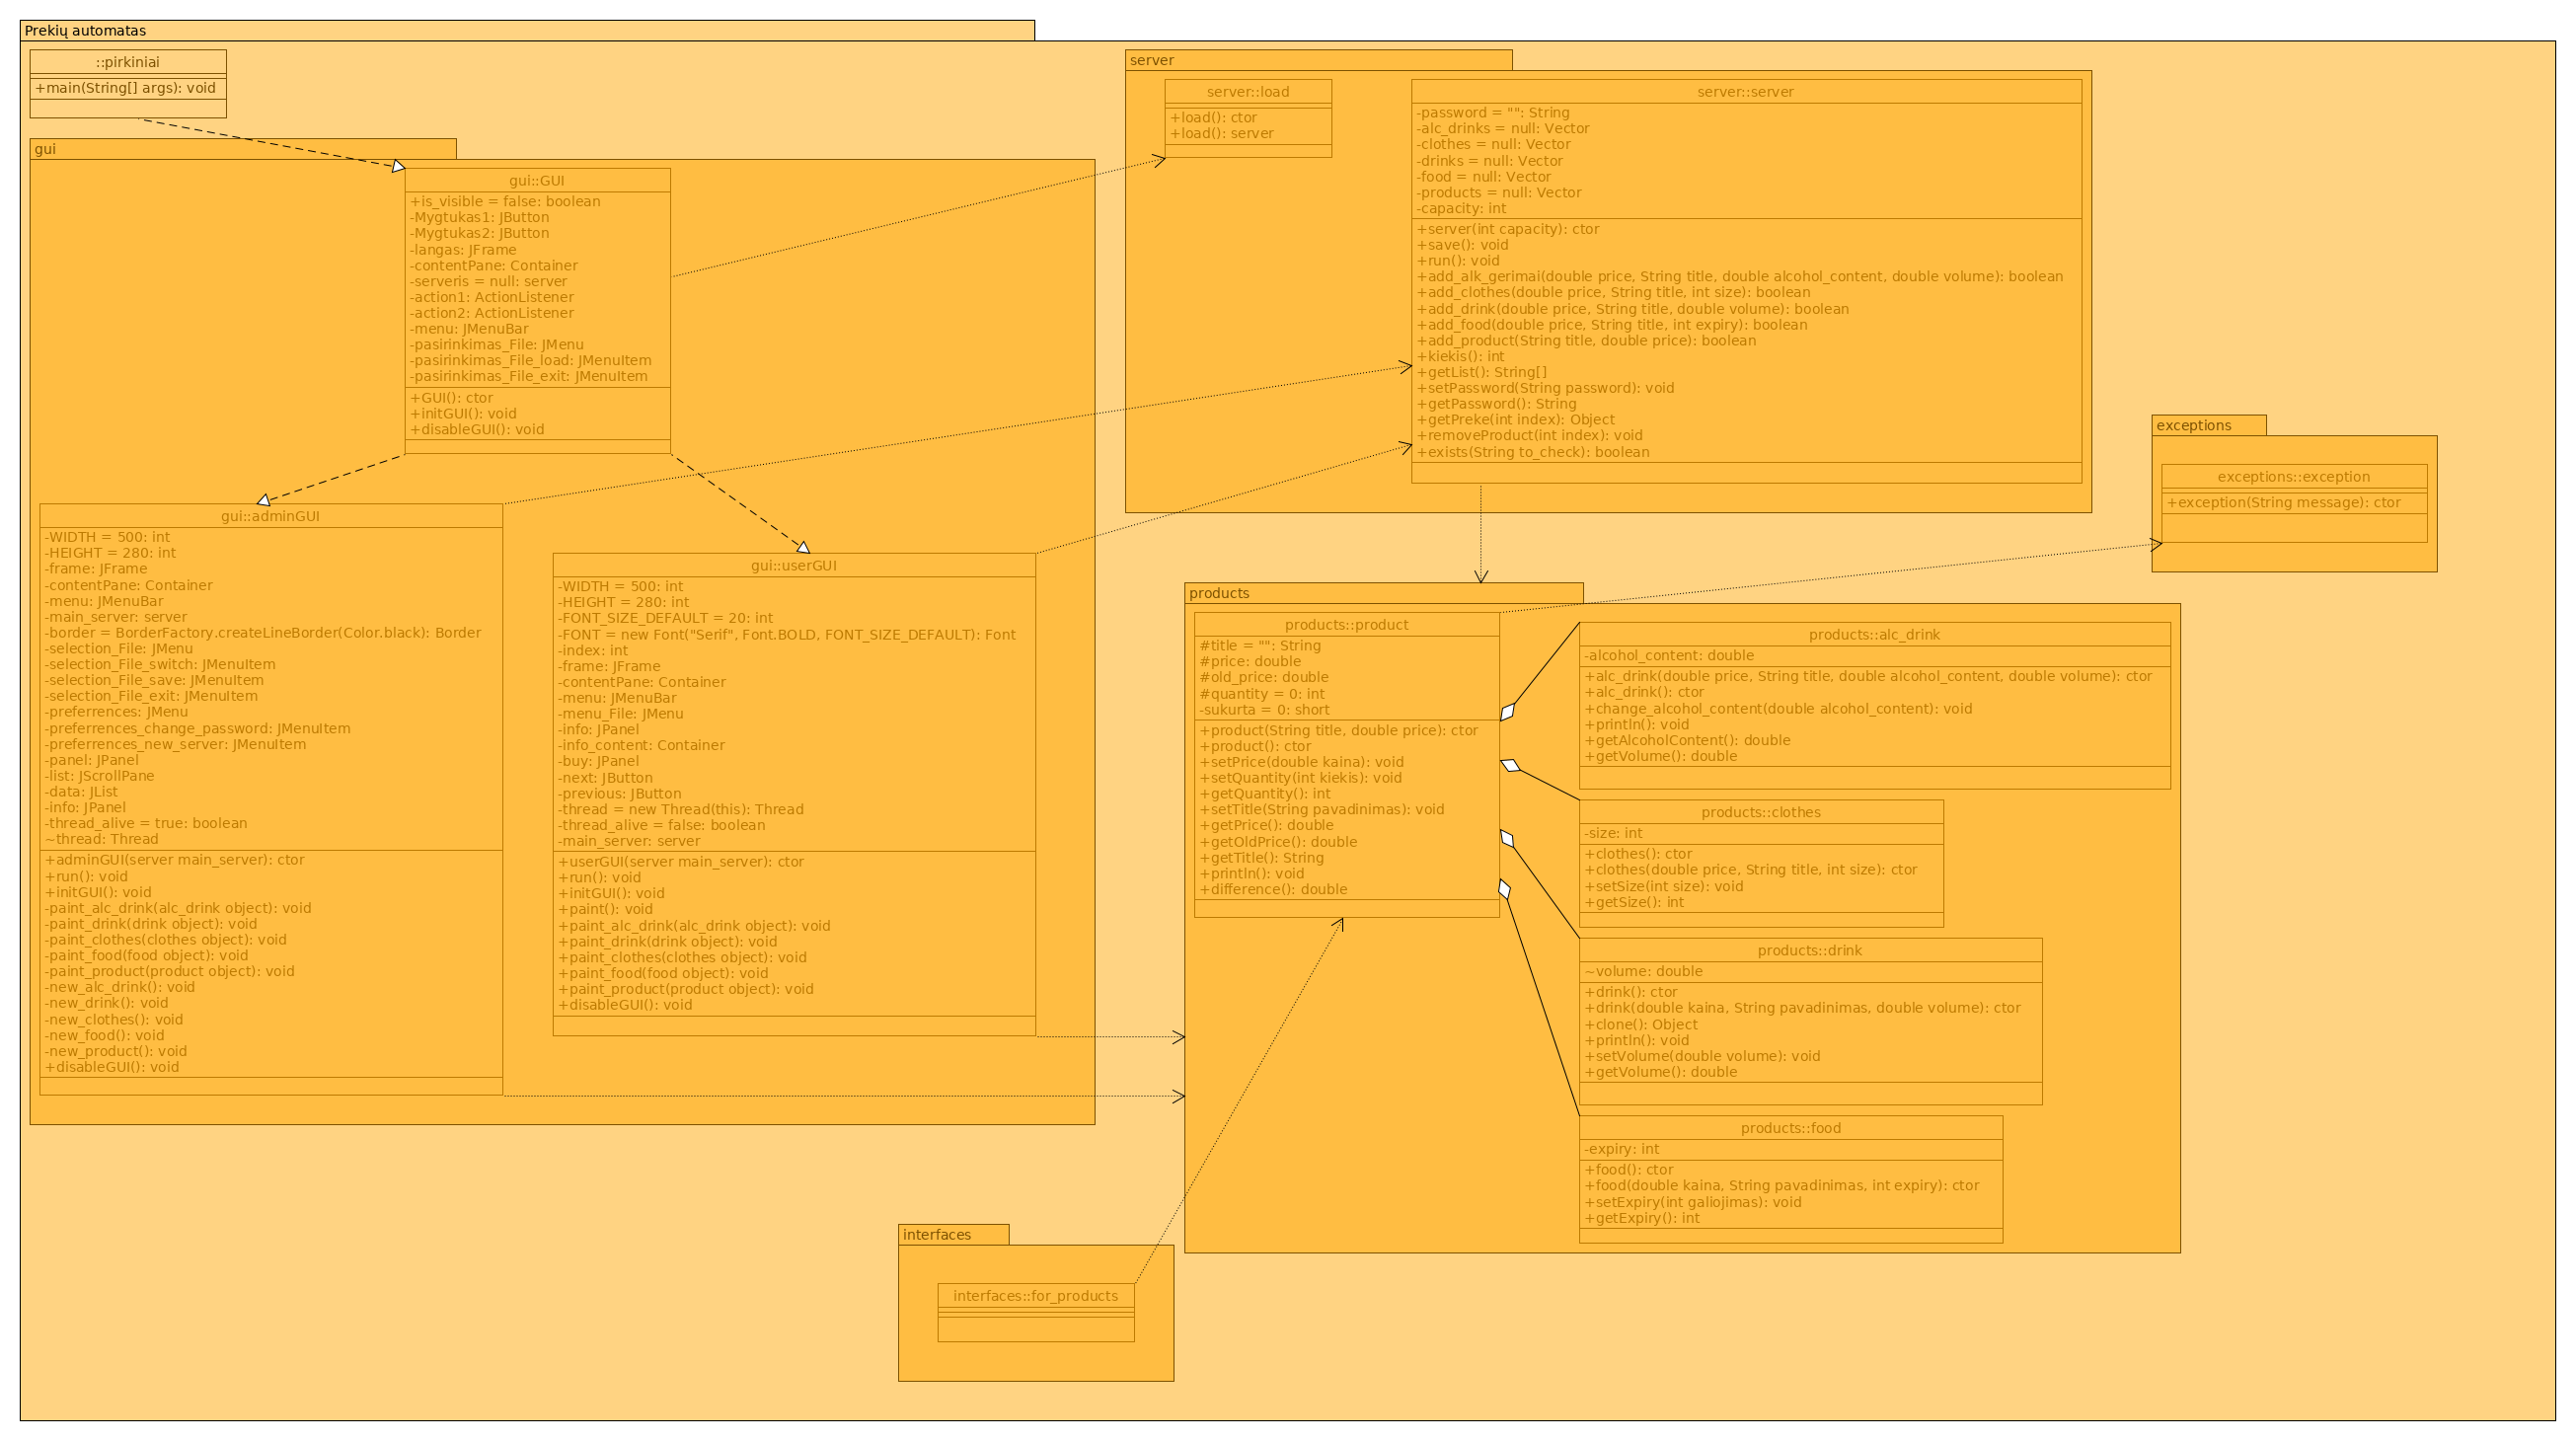 Prekių automatas
::pirkiniai
+main(String[] args): void
gui
gui::GUI
+is_visible = false: boolean
-Mygtukas1: JButton
-Mygtukas2: JButton
-langas: JFrame
-contentPane: Container
-serveris = null: server
-action1: ActionListener
-action2: ActionListener
-menu: JMenuBar
-pasirinkimas_File: JMenu
-pasirinkimas_File_load: JMenuItem
-pasirinkimas_File_exit: JMenuItem
+GUI(): ctor
+initGUI(): void
+disableGUI(): void
gui::adminGUI
-WIDTH = 500: int
-HEIGHT = 280: int
-frame: JFrame
-contentPane: Container
-menu: JMenuBar
-main_server: server
-border = BorderFactory.createLineBorder(Color.black): Border
-selection_File: JMenu
-selection_File_switch: JMenuItem
-selection_File_save: JMenuItem
-selection_File_exit: JMenuItem
-preferrences: JMenu
-preferrences_change_password: JMenuItem
-preferrences_new_server: JMenuItem
-panel: JPanel
-list: JScrollPane
-data: JList
-info: JPanel
-thread_alive = true: boolean
~thread: Thread
+adminGUI(server main_server): ctor
+run(): void
+initGUI(): void
-paint_alc_drink(alc_drink object): void
-paint_drink(drink object): void
-paint_clothes(clothes object): void
-paint_food(food object): void
-paint_product(product object): void
-new_alc_drink(): void
-new_drink(): void
-new_clothes(): void
-new_food(): void
-new_product(): void
+disableGUI(): void
gui::userGUI
-WIDTH = 500: int
-HEIGHT = 280: int
-FONT_SIZE_DEFAULT = 20: int
-FONT = new Font("Serif", Font.BOLD, FONT_SIZE_DEFAULT): Font
-index: int
-frame: JFrame
-contentPane: Container
-menu: JMenuBar
-menu_File: JMenu
-info: JPanel
-info_content: Container
-buy: JPanel
-next: JButton
-previous: JButton
-thread = new Thread(this): Thread
-thread_alive = false: boolean
-main_server: server
+userGUI(server main_server): ctor
+run(): void
+initGUI(): void
+paint(): void
+paint_alc_drink(alc_drink object): void
+paint_drink(drink object): void
+paint_clothes(clothes object): void
+paint_food(food object): void
+paint_product(product object): void
+disableGUI(): void
server
server::load
+load(): ctor
+load(): server
server::server
-password = "": String
-alc_drinks = null: Vector
-clothes = null: Vector
-drinks = null: Vector
-food = null: Vector
-products = null: Vector
-capacity: int
+server(int capacity): ctor
+save(): void
+run(): void
+add_alk_gerimai(double price, String title, double alcohol_content, double volume): boolean
+add_clothes(double price, String title, int size): boolean
+add_drink(double price, String title, double volume): boolean
+add_food(double price, String title, int expiry): boolean
+add_product(String title, double price): boolean
+kiekis(): int
+getList(): String[]
+setPassword(String password): void
+getPassword(): String
+getPreke(int index): Object
+removeProduct(int index): void
+exists(String to_check): boolean
exceptions
exceptions::exception
+exception(String message): ctor
products
products::product
#title = "": String
#price: double
#old_price: double
#quantity = 0: int
-sukurta = 0: short
+product(String title, double price): ctor
+product(): ctor
+setPrice(double kaina): void
+setQuantity(int kiekis): void
+getQuantity(): int
+setTitle(String pavadinimas): void
+getPrice(): double
+getOldPrice(): double
+getTitle(): String
+println(): void
+difference(): double
products::alc_drink
-alcohol_content: double
+alc_drink(double price, String title, double alcohol_content, double volume): ctor
+alc_drink(): ctor
+change_alcohol_content(double alcohol_content): void
+println(): void
+getAlcoholContent(): double
+getVolume(): double
products::clothes
-size: int
+clothes(): ctor
+clothes(double price, String title, int size): ctor
+setSize(int size): void
+getSize(): int
products::drink
~volume: double
+drink(): ctor
+drink(double kaina, String pavadinimas, double volume): ctor
+clone(): Object
+println(): void
+setVolume(double volume): void
+getVolume(): double
products::food
-expiry: int
+food(): ctor
+food(double kaina, String pavadinimas, int expiry): ctor
+setExpiry(int galiojimas): void
+getExpiry(): int
interfaces
interfaces::for_products